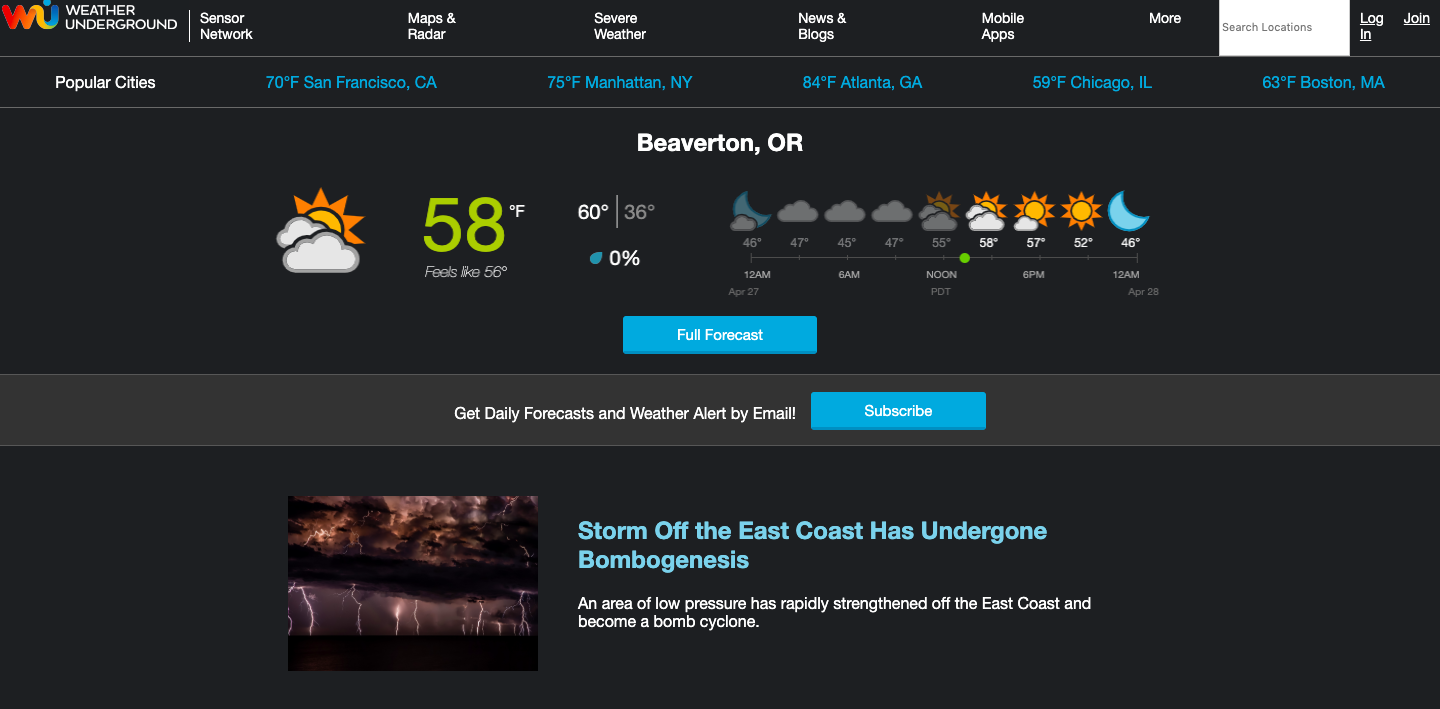 WEATHER
UNDERGROUND
Sensor
Network
Maps &
Radar
Severe
Weather
News &
Blogs
Mobile
Apps
More
Search Locations
Log
In
Join
Popular Cities
70°F San Francisco, CA
75°F Manhattan, NY
84°F Atlanta, GA
59°F Chicago, IL
63°F Boston, MA
Beaverton, OR
58 °F
Feels like 56°
60° | 36°
0%
46° 47° 45° 47° 55° 58° 57° 52° 46°
12AM 6AM NOON 6PM 12AM
Apr 27 PDT Apr 28
Full Forecast
Get Daily Forecasts and Weather Alert by Email!
Subscribe
Storm Off the East Coast Has Undergone
Bombogenesis
An area of low pressure has rapidly strengthened off the East Coast and
become a bomb cyclone.